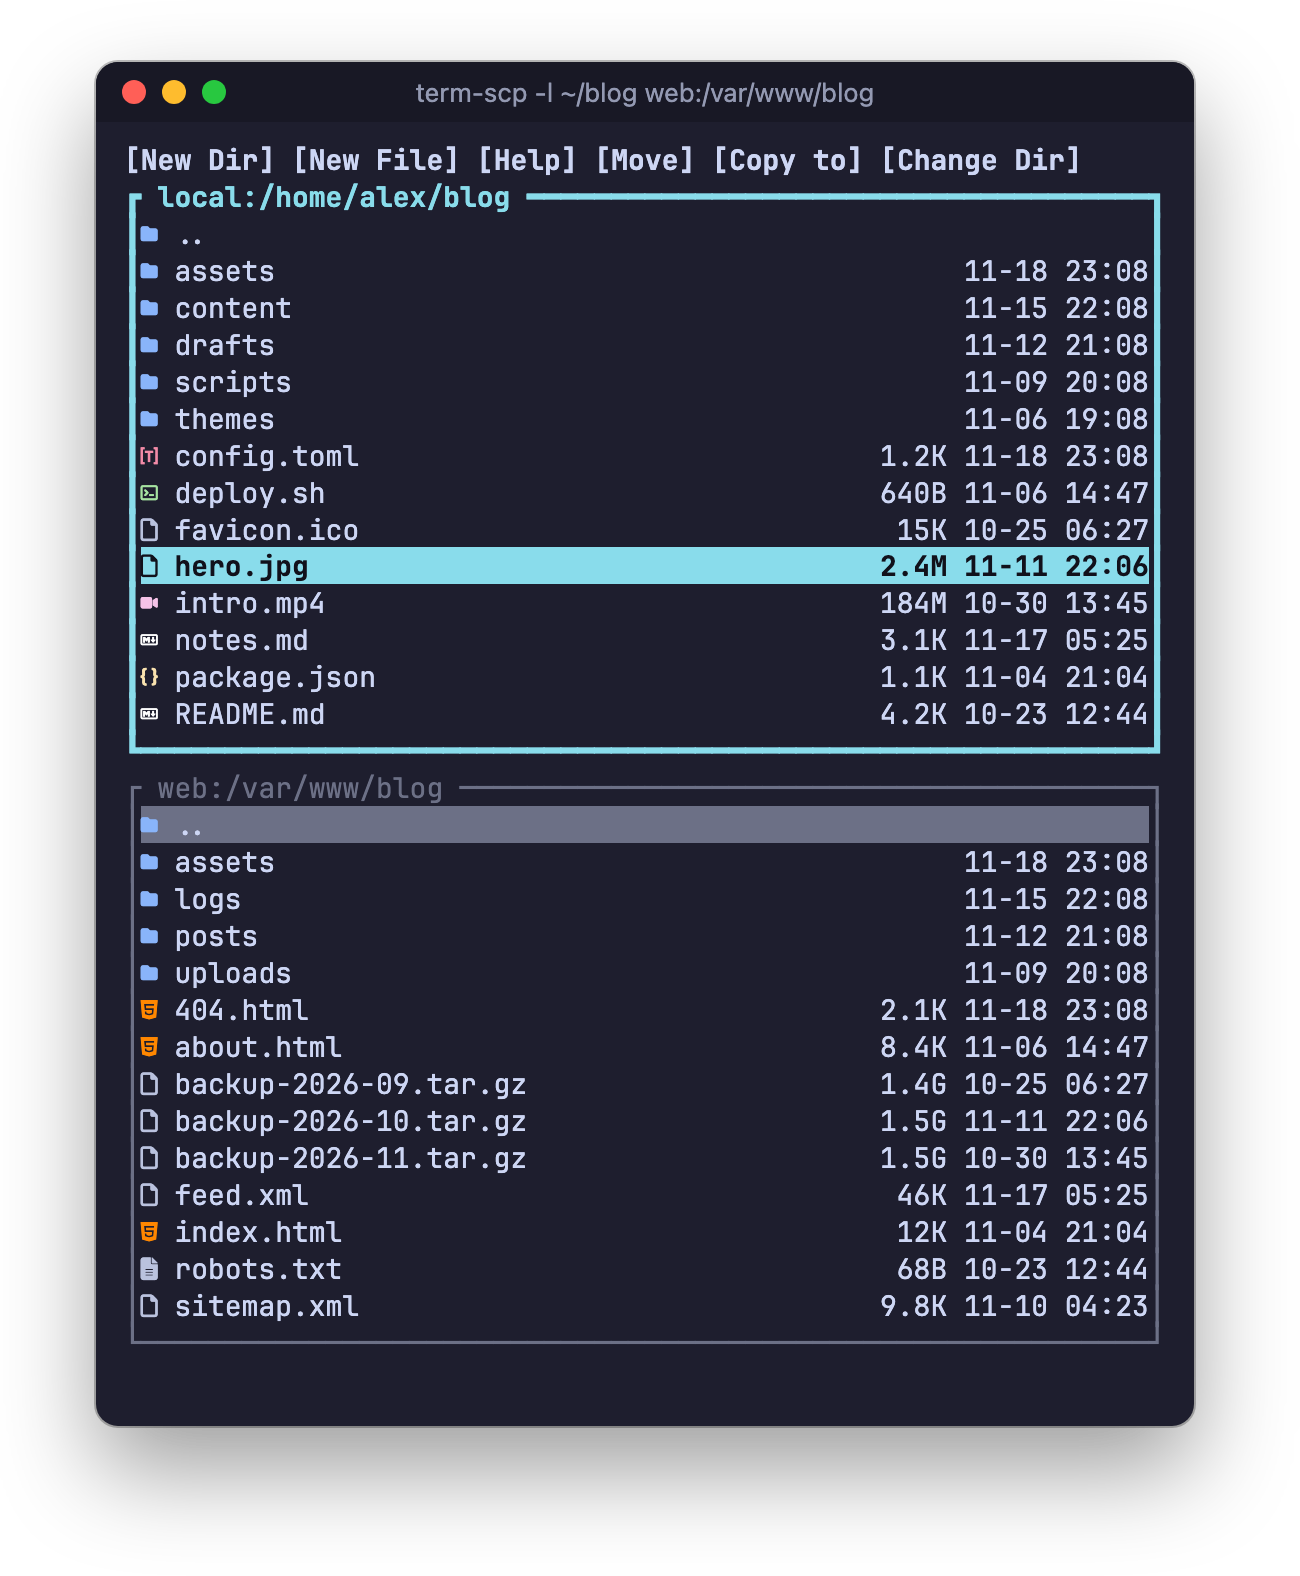 term-scp -l ~/blog web:/var/www/blog
[New Dir] [New File] [Help] [Move] [Copy to] [Change Dir]
local:/home/alex/blog
..
assets 11-18 23:08
content 11-15 22:08
drafts 11-12 21:08
scripts 11-09 20:08
themes 11-06 19:08
config.toml 1.2K 11-18 23:08
deploy.sh 640B 11-06 14:47
favicon.ico 15K 10-25 06:27
hero.jpg 2.4M 11-11 22:06
intro.mp4 184M 10-30 13:45
notes.md 3.1K 11-17 05:25
package.json 1.1K 11-04 21:04
README.md 4.2K 10-23 12:44
web:/var/www/blog
..
assets 11-18 23:08
logs 11-15 22:08
posts 11-12 21:08
uploads 11-09 20:08
404.html 2.1K 11-18 23:08
about.html 8.4K 11-06 14:47
backup-2026-09.tar.gz 1.4G 10-25 06:27
backup-2026-10.tar.gz 1.5G 11-11 22:06
backup-2026-11.tar.gz 1.5G 10-30 13:45
feed.xml 46K 11-17 05:25
index.html 12K 11-04 21:04
robots.txt 68B 10-23 12:44
sitemap.xml 9.8K 11-10 04:23